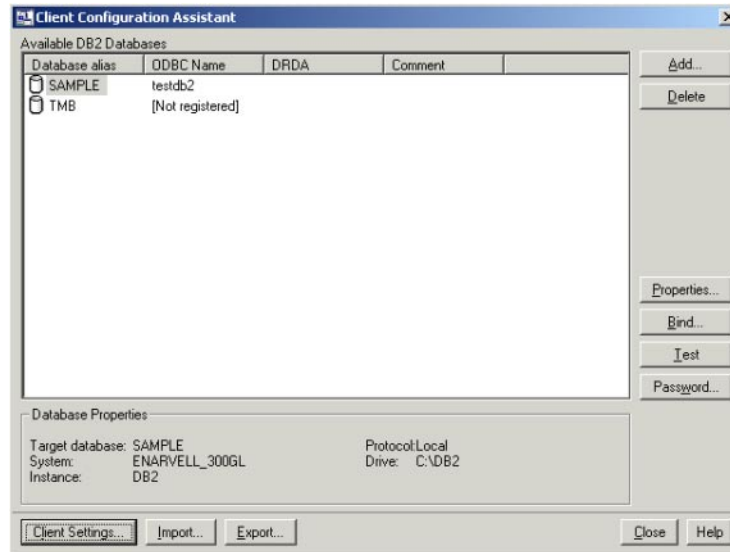 Client Configuration Assistant
Available DB2 Databases
Database alias ODBC Name DRDA Comment
SAMPLE testdb2
TMB [Not registered]
Add...
Delete
Properties...
Bind...
Test
Password...
Database Properties
Target database: SAMPLE Protocol:Local
System: ENARVELL_300GL Drive: C:\DB2
Instance: DB2
Client Settings... Import... Export... Close Help